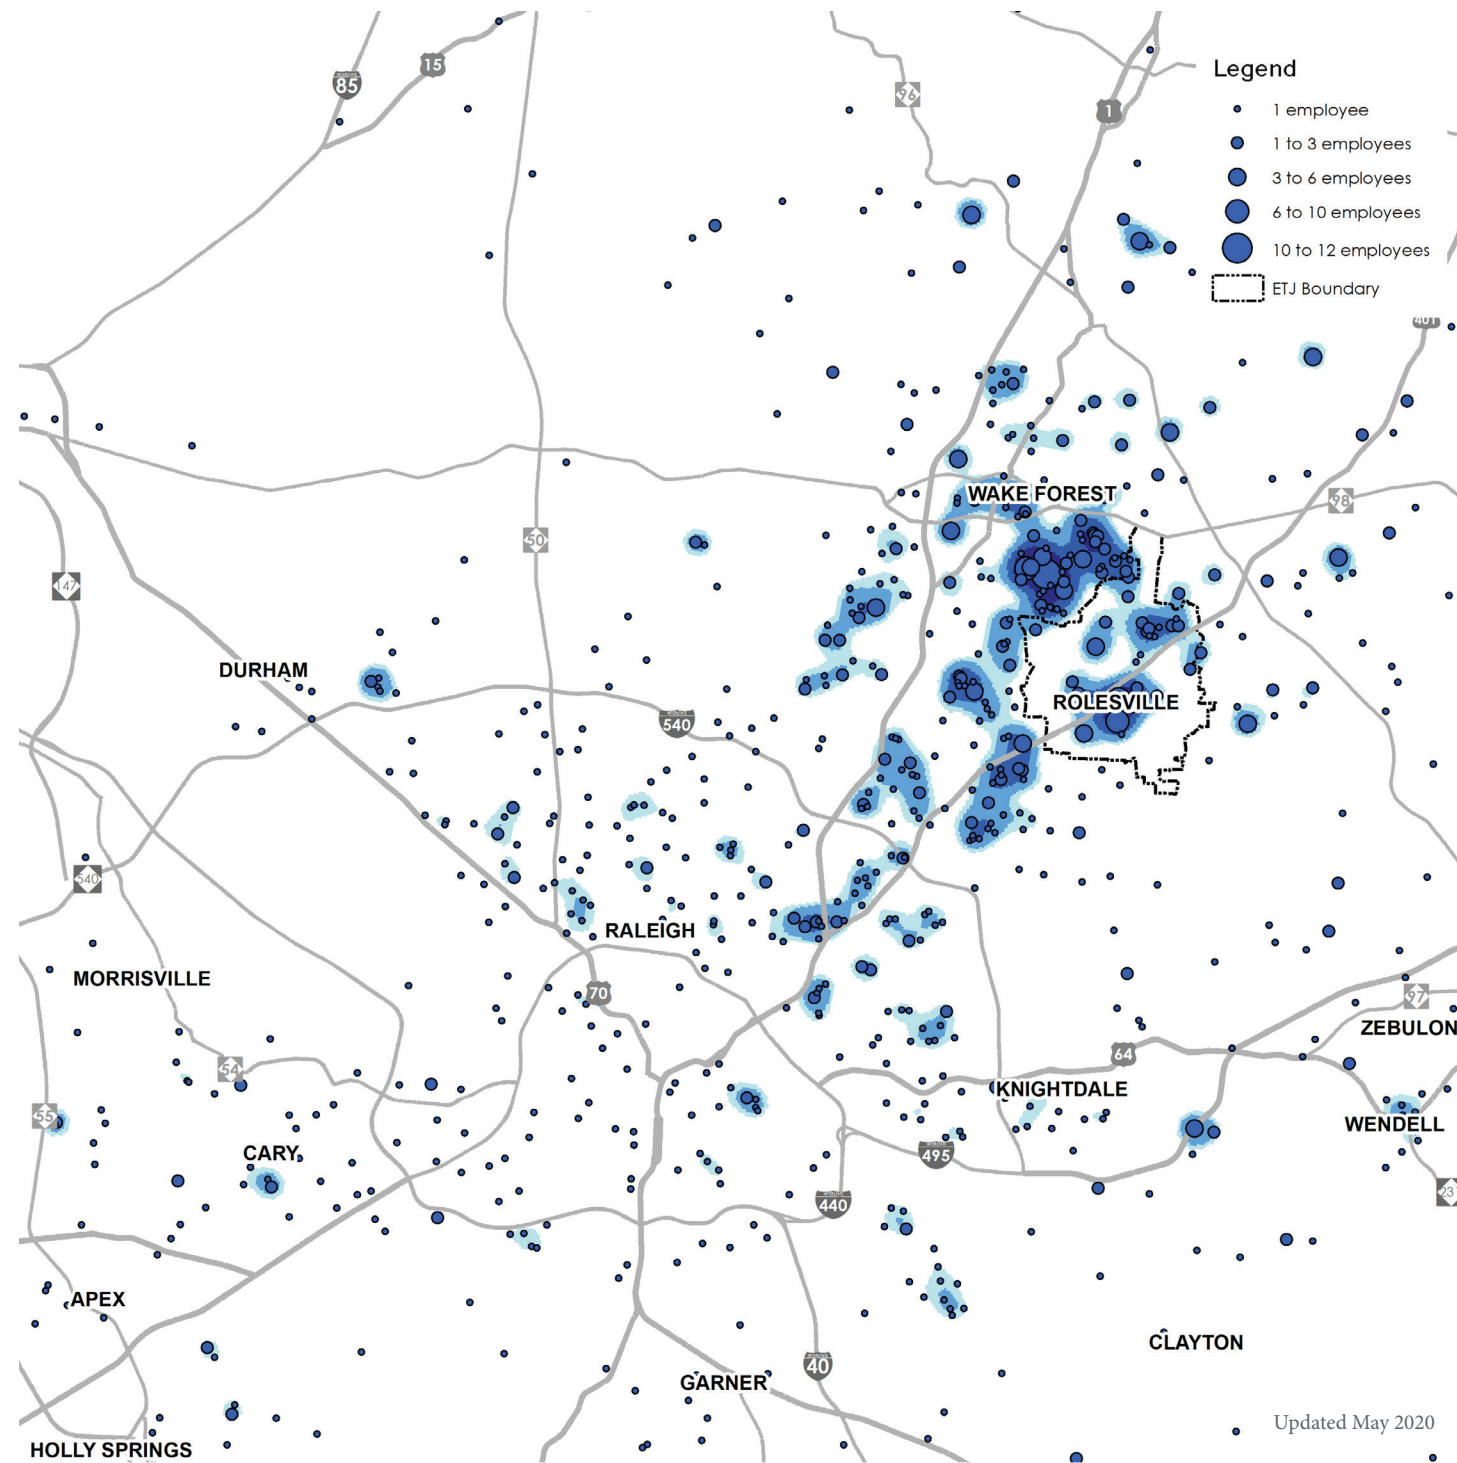 15
85
96
1
Legend
1 employee
1 to 3 employees
3 to 6 employees
6 to 10 employees
10 to 12 employees
ETJ Boundary
401
WAKE FOREST
98
50
147
DURHAM
ROLESVILLE
540
540
RALEIGH
MORRISVILLE
70
97
ZEBULON
64
54
KNIGHTDALE
55
WENDELL
CARY
495
440
231
APEX
CLAYTON
40
GARNER
Updated May 2020
HOLLY SPRINGS